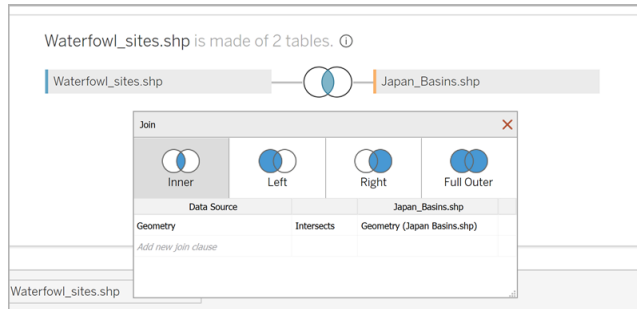 Waterfowl_sites.shp is made of 2 tables. ⓘ
Waterfowl_sites.shp
Japan_Basins.shp
Join
Inner
Left
Right
Full Outer
Data Source
Japan_Basins.shp
Geometry
Intersects
Geometry (Japan Basins.shp)
Add new join clause
Waterfowl_sites.shp